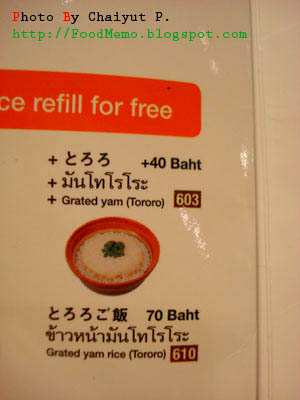 Photo By Chaiyut P.
http://FoodMemo.blogspot.com
ce refill for free
+ とろろ +40 Baht
+ มันโทโรโระ
+ Grated yam (Tororo) 603
とろろご飯 70 Baht
ข้าวหน้ามันโทโรโระ
Grated yam rice (Tororo) 610